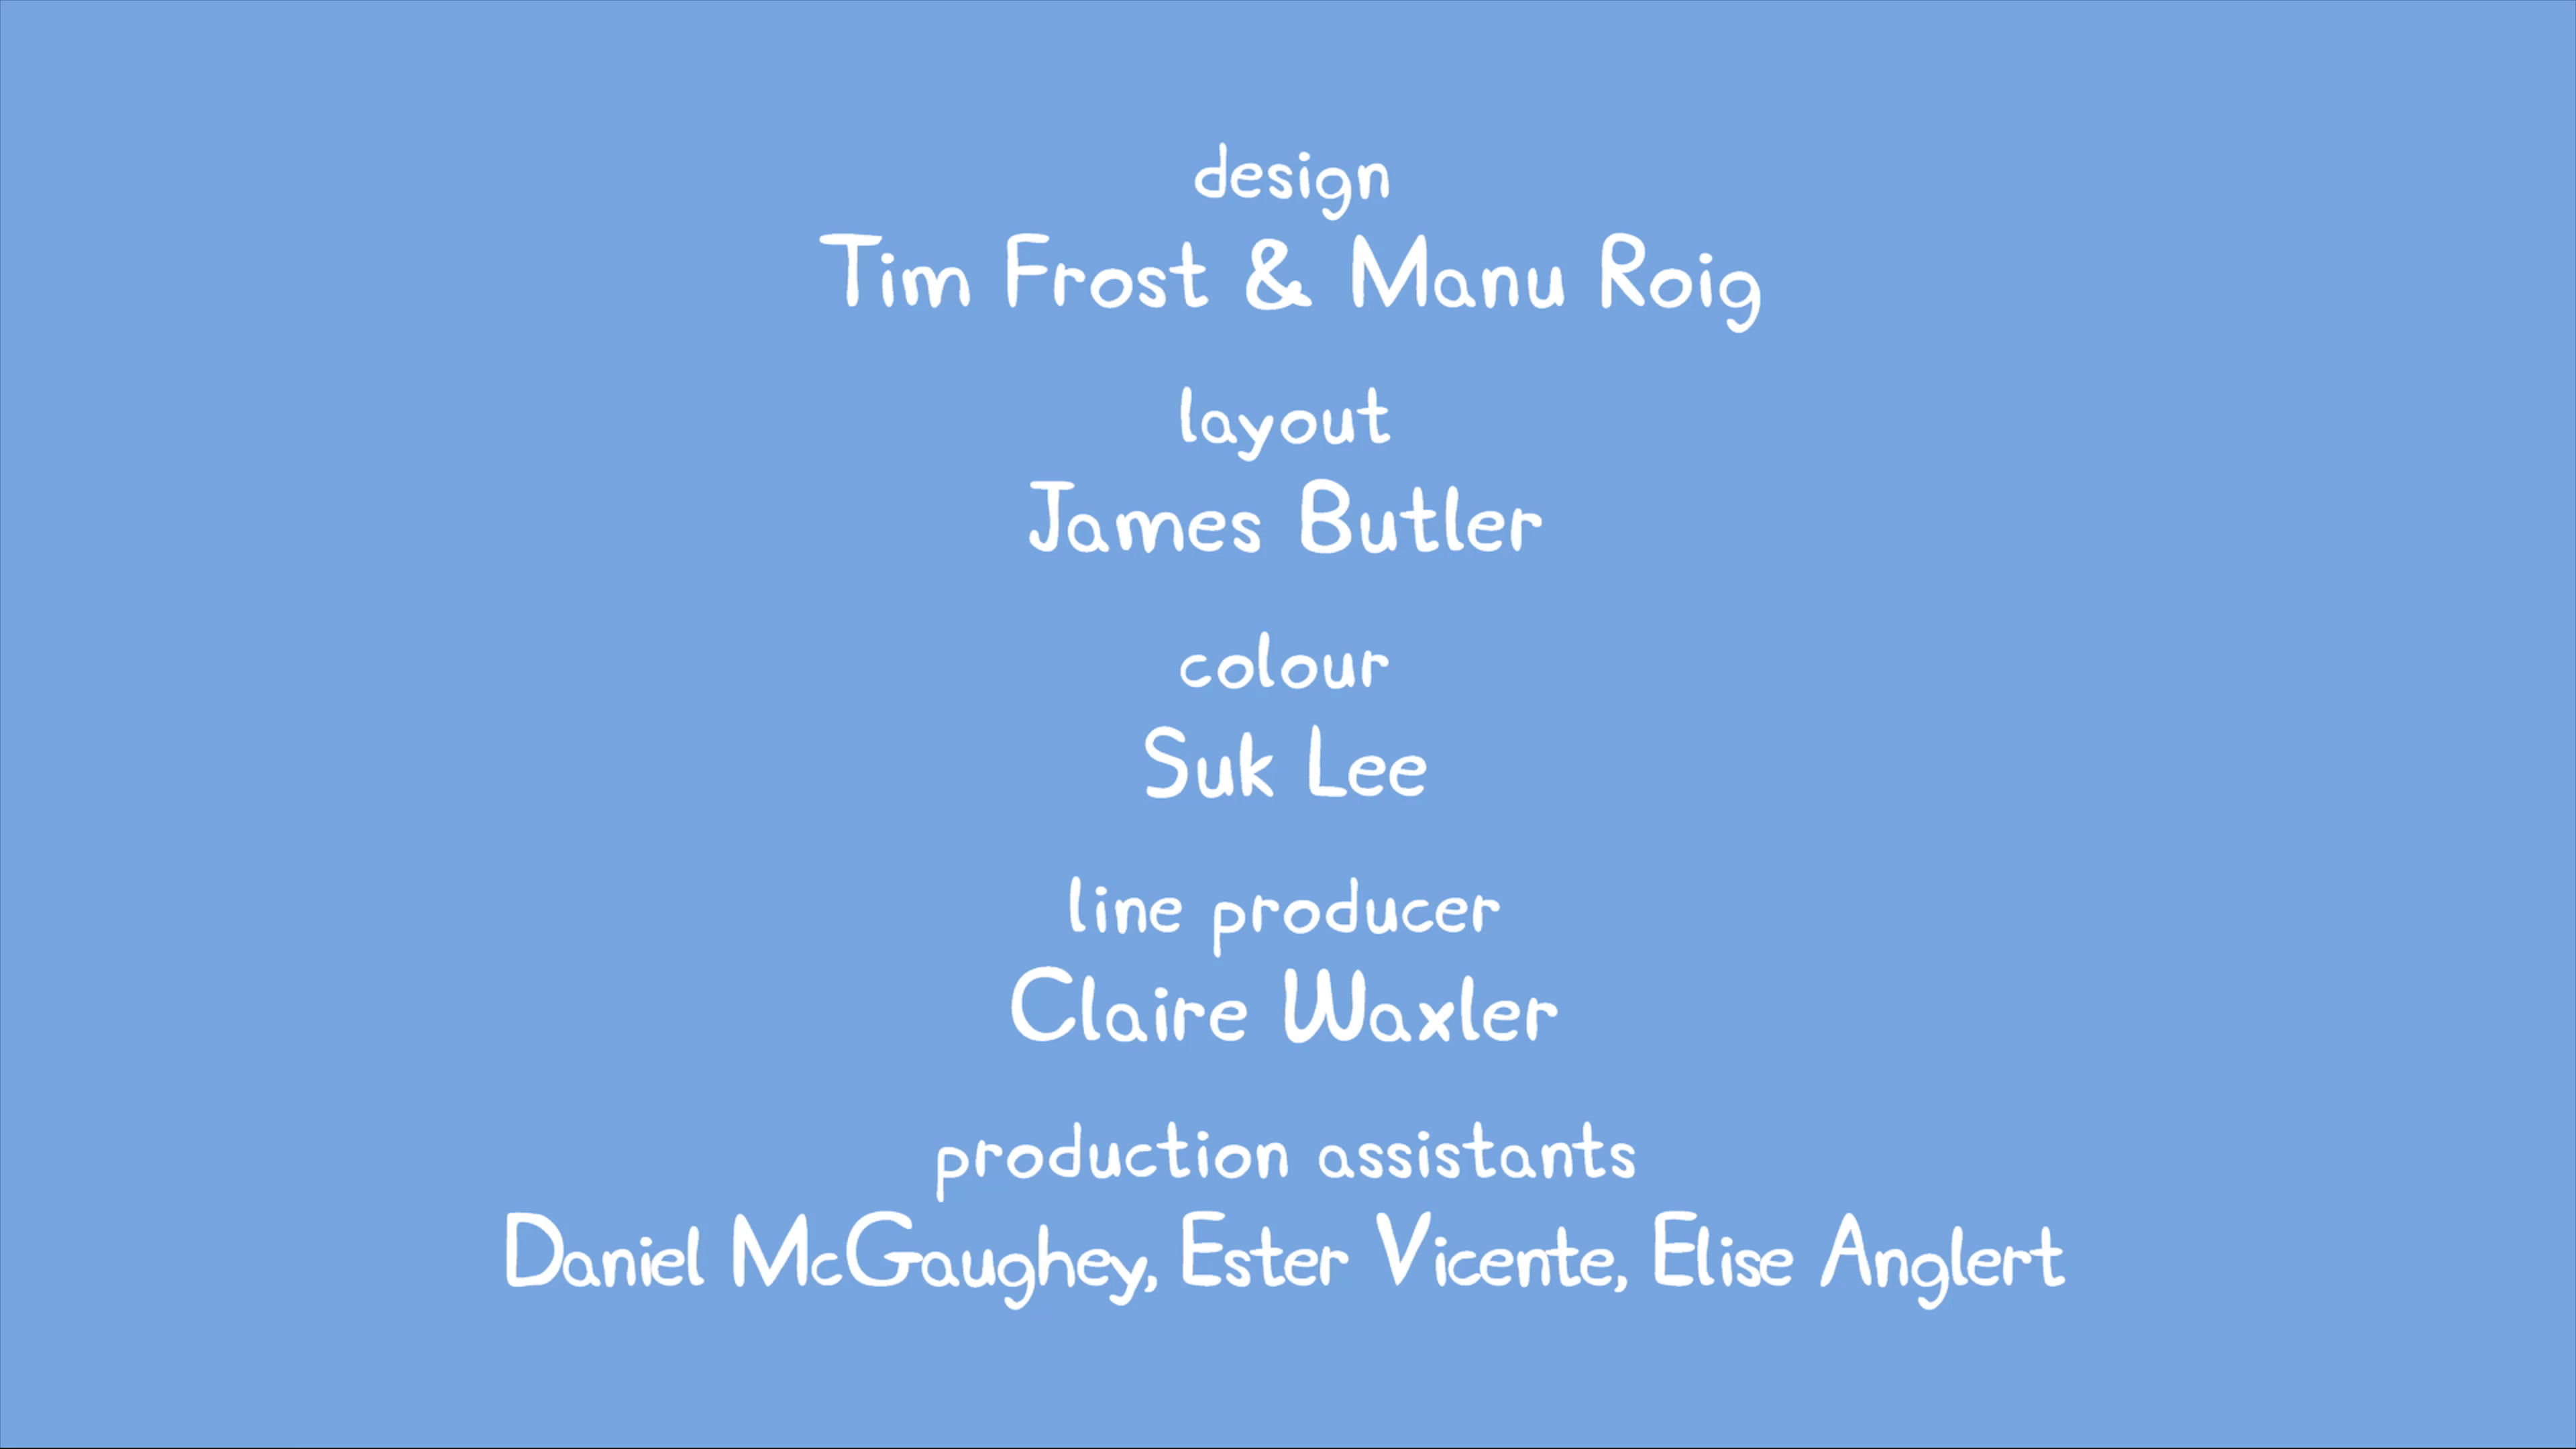 design
Tim Frost & Manu Roig
layout
James Butler
colour
Suk Lee
line producer
Claire Waxler
production assistants
Daniel McGaughey, Ester Vicente, Elise Anglert